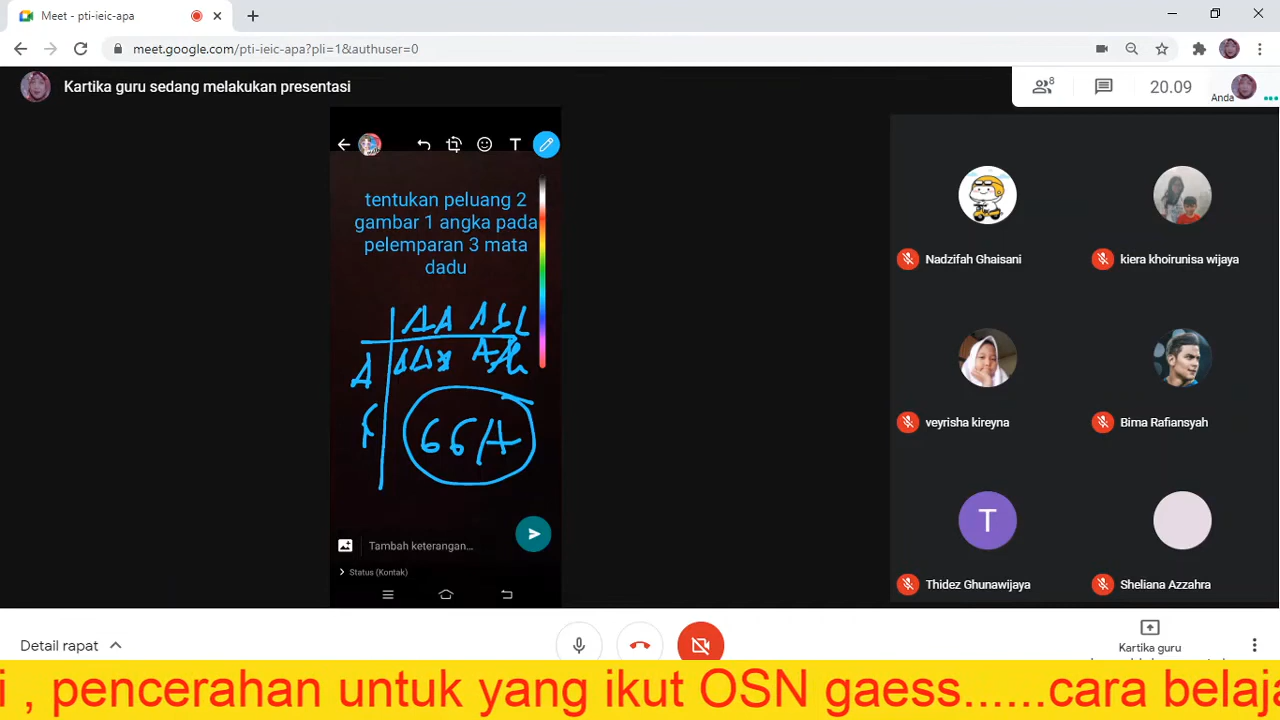 Meet - pti-ieic-apa
meet.google.com/pti-ieic-apa?pli=1&authuser=0
Kartika guru sedang melakukan presentasi
8
20.09
Anda
tentukan peluang 2
gambar 1 angka pada
pelemparan 3 mata
dadu
A
Tambah keterangan...
Status (Kontak)
Nadzifah Ghaisani
kiera khoirunisa wijaya
veyrisha kireyna
Bima Rafiansyah
T
Thidez Ghunawijaya
Sheliana Azzahra
Detail rapat
Kartika guru
i , pencerahan untuk yang ikut OSN gaess......cara belaja